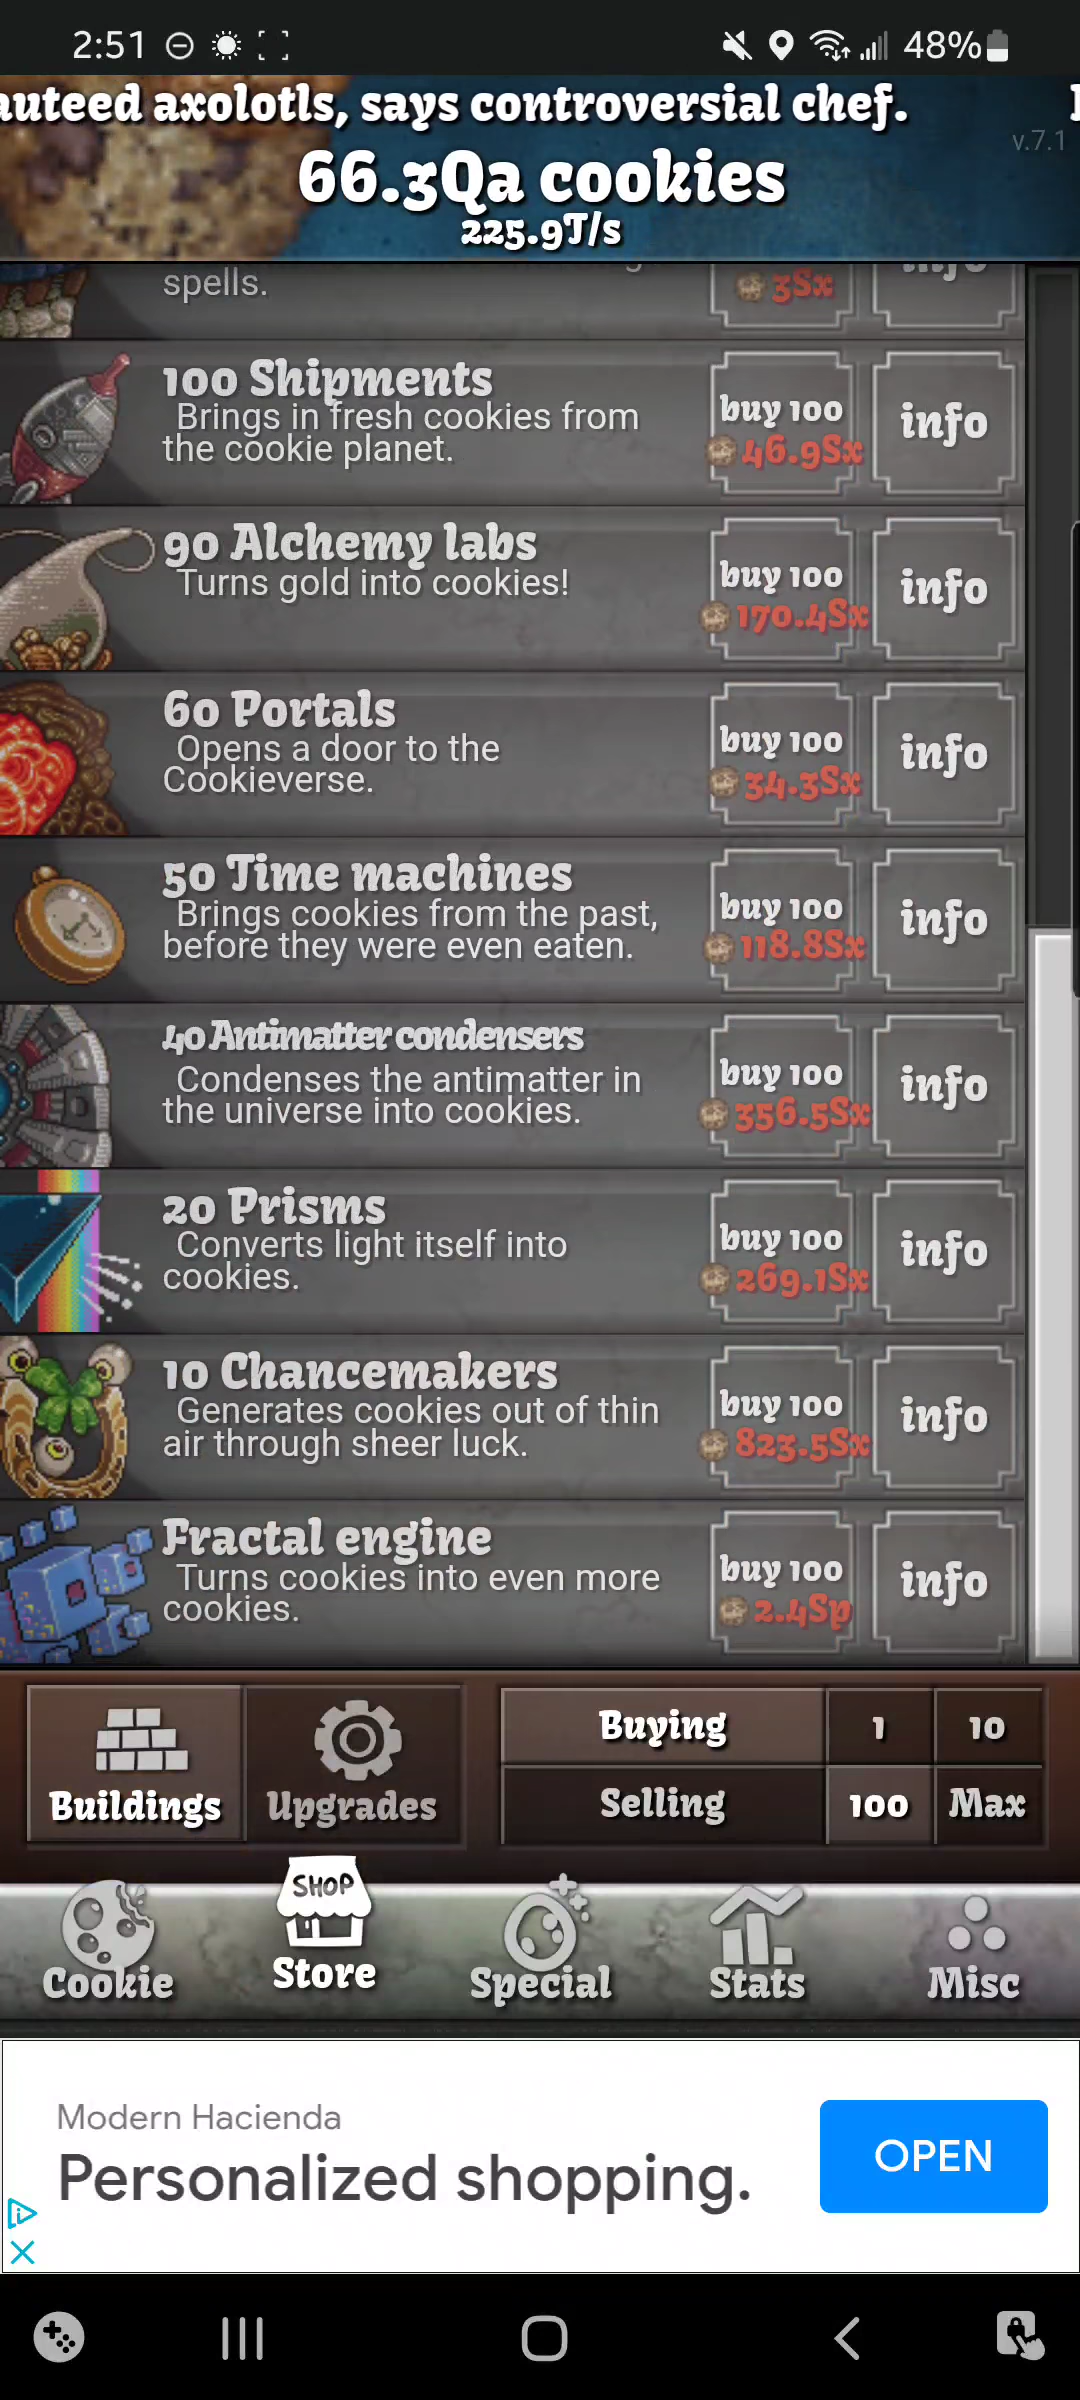 2:51
48%
auteed axolotls, says controversial chef.
v.7.1
66.3Qa cookies
225.9T/s
spells.
3Sx
info
100 Shipments
Brings in fresh cookies from
the cookie planet.
buy 100
46.9Sx
info
90 Alchemy labs
Turns gold into cookies!
buy 100
170.4Sx
info
60 Portals
Opens a door to the
Cookieverse.
buy 100
34.3Sx
info
50 Time machines
Brings cookies from the past,
before they were even eaten.
buy 100
118.8Sx
info
40 Antimatter condensers
Condenses the antimatter in
the universe into cookies.
buy 100
356.5Sx
info
20 Prisms
Converts light itself into
cookies.
buy 100
269.1Sx
info
10 Chancemakers
Generates cookies out of thin
air through sheer luck.
buy 100
823.5Sx
info
Fractal engine
Turns cookies into even more
cookies.
buy 100
2.4Sp
info
Buildings
Upgrades
Buying
1
10
Selling
100
Max
Cookie
SHOP
Store
Special
Stats
Misc
Modern Hacienda
Personalized shopping.
OPEN